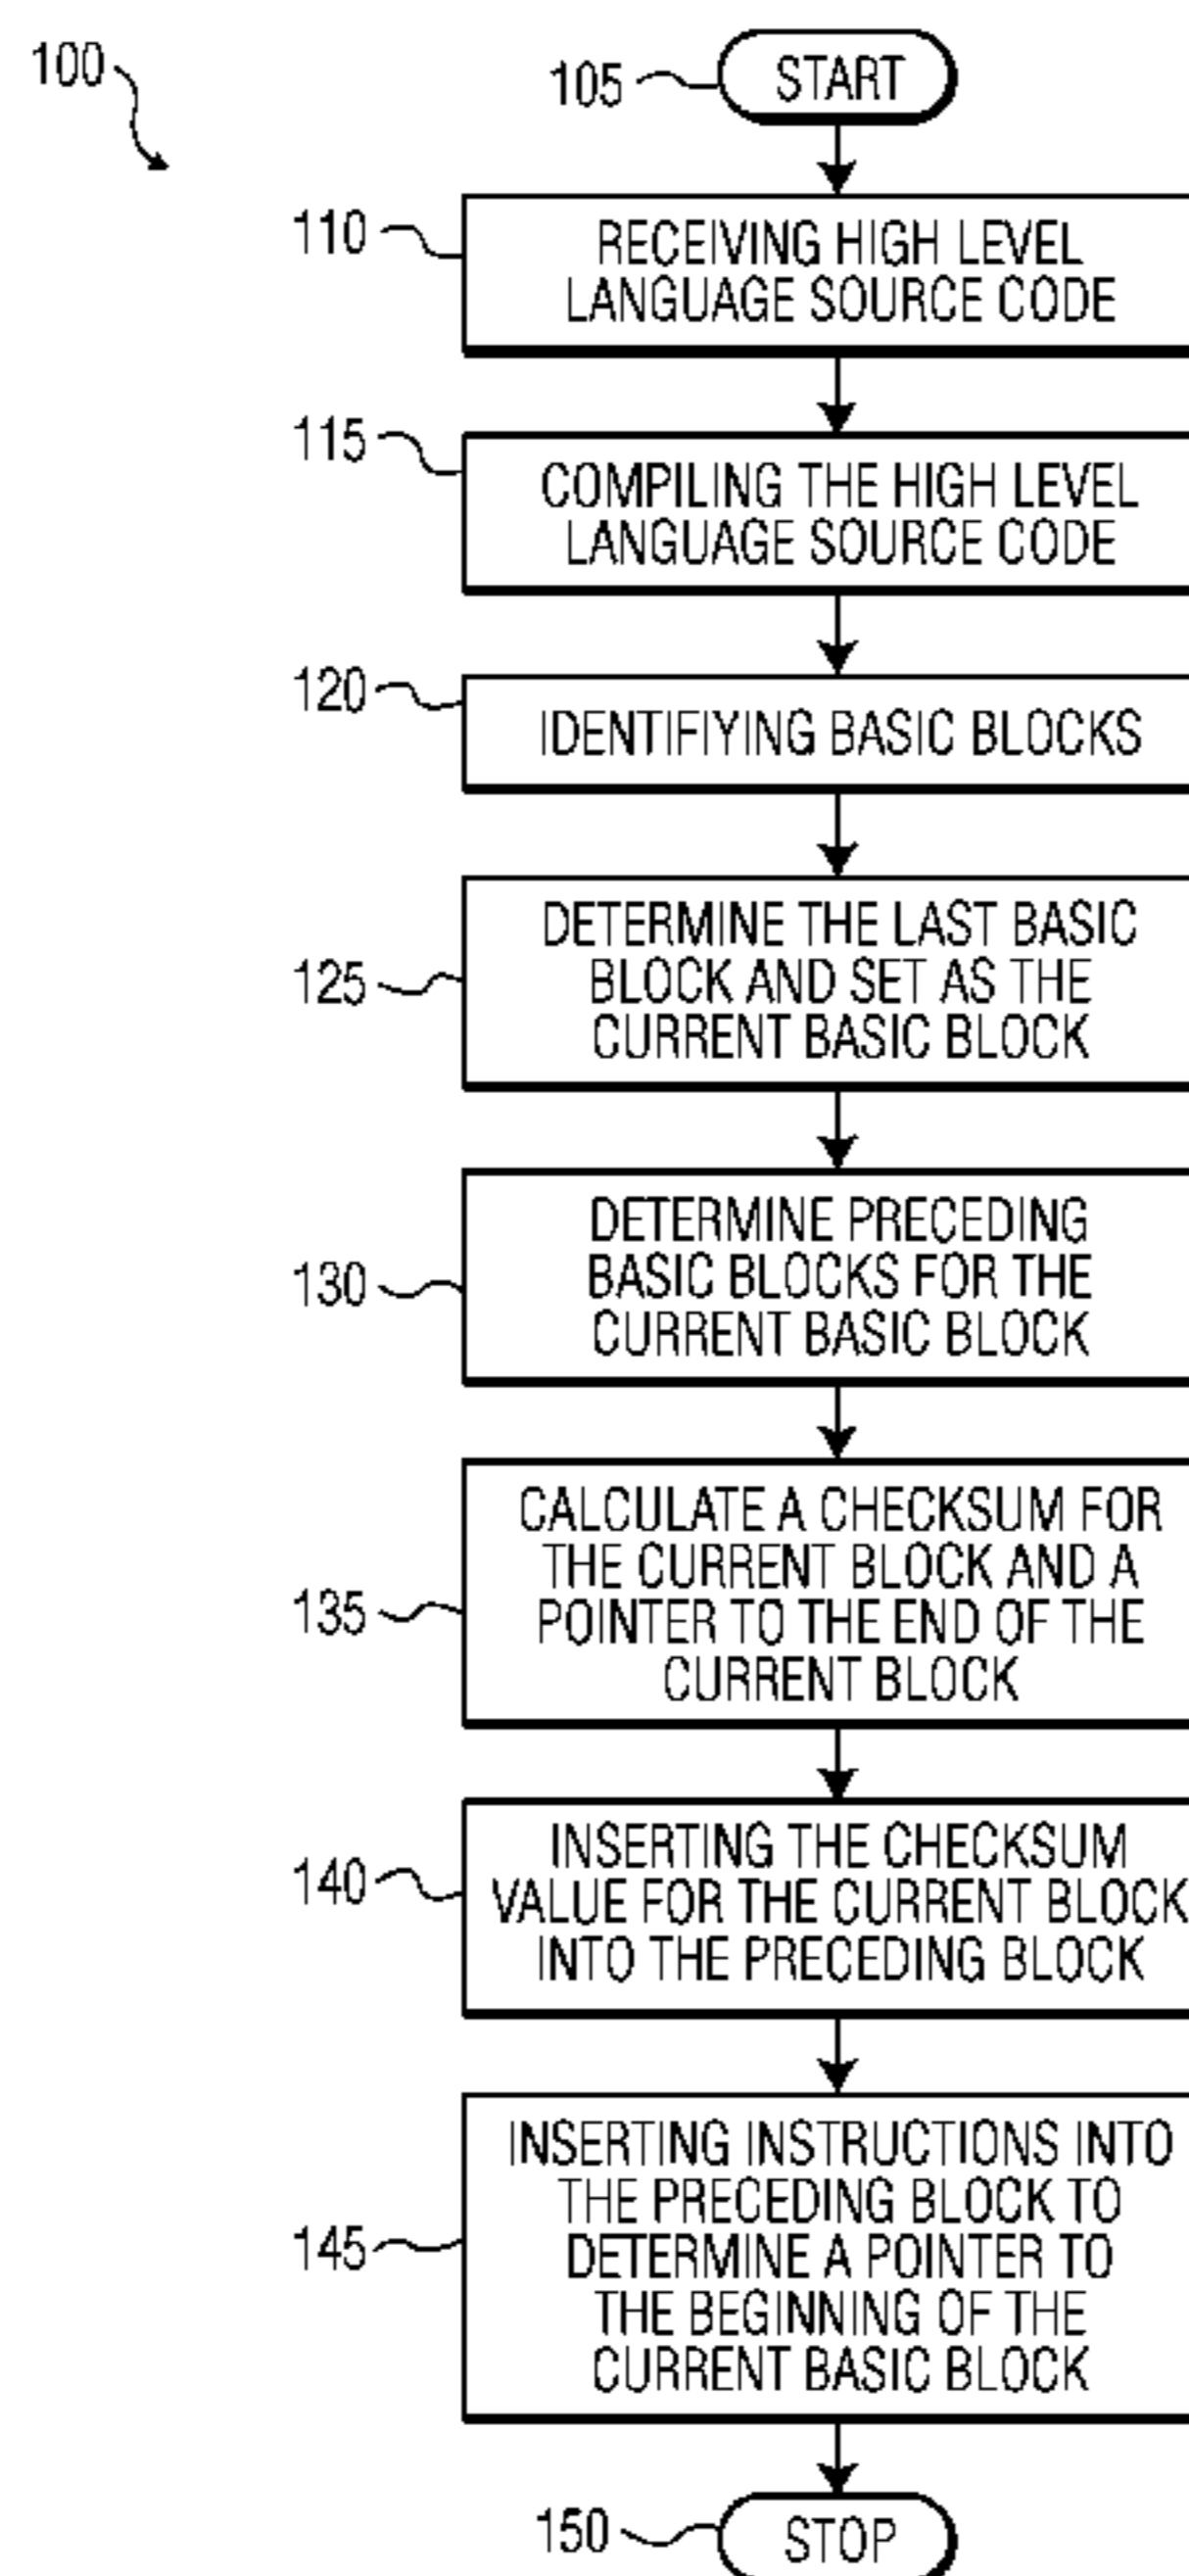 100
105
START
110
RECEIVING HIGH LEVEL
LANGUAGE SOURCE CODE
115
COMPILING THE HIGH LEVEL
LANGUAGE SOURCE CODE
120
IDENTIFIYING BASIC BLOCKS
125
DETERMINE THE LAST BASIC
BLOCK AND SET AS THE
CURRENT BASIC BLOCK
130
DETERMINE PRECEDING
BASIC BLOCKS FOR THE
CURRENT BASIC BLOCK
135
CALCULATE A CHECKSUM FOR
THE CURRENT BLOCK AND A
POINTER TO THE END OF THE
CURRENT BLOCK
140
INSERTING THE CHECKSUM
VALUE FOR THE CURRENT BLOCK
INTO THE PRECEDING BLOCK
145
INSERTING INSTRUCTIONS INTO
THE PRECEDING BLOCK TO
DETERMINE A POINTER TO
THE BEGINNING OF THE
CURRENT BASIC BLOCK
150
STOP